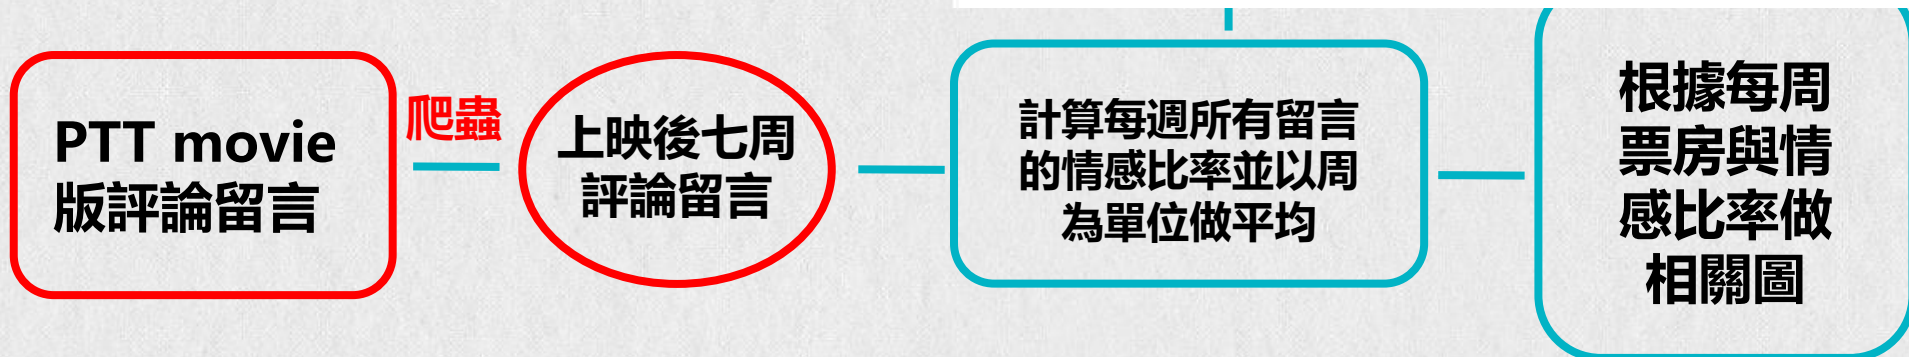 PTT movie
版評論留言
爬蟲
上映後七周
評論留言
計算每週所有留言
的情感比率並以周
為單位做平均
根據每周
票房與情
感比率做
相關圖